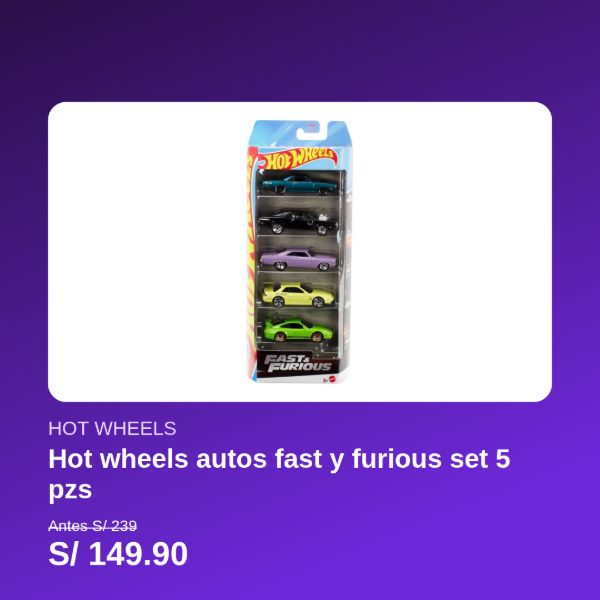 HOT WHEELS
FAST &
FURIOUS
HOT WHEELS
Hot wheels autos fast y furious set 5
pzs
Antes S/ 239
S/ 149.90